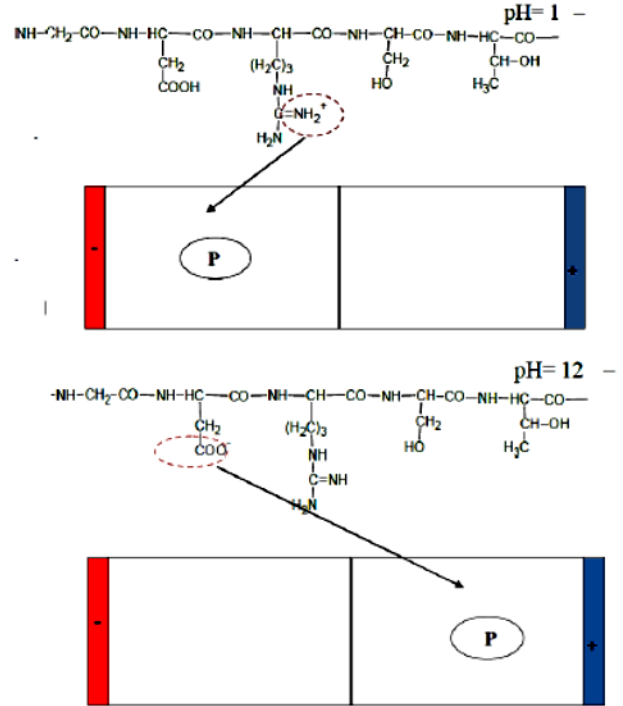 pH= 1 –
NH-CH₂-CO-NH-HC-CO-NH-CH-CO-NH-CH-CO-NH-HC-CO-
CH₂ (H₂C)₃ CH₂ CH-OH
COOH NH HO H₃C
C=NH₂⁺
H₂N
-
P
+
pH= 12 –
-NH-CH₂-CO-NH-HC-CO-NH-CH-CO-NH-CH-CO-NH-HC-CO-
CH₂ (H₂C)₃ CH₂ CH-OH
COO⁻ NH HO H₃C
C=NH
H₂N
-
P
+